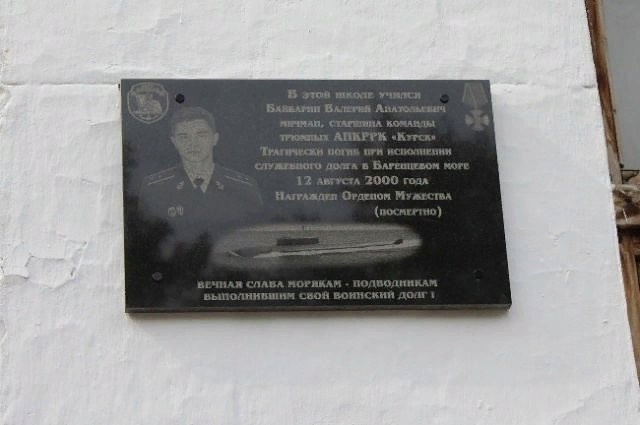 В этой школе учился
Байбарин Валерий Анатольевич
мичман, старшина команды
трюмных АПКРРК «Курск»
Трагически погиб при исполнении
служебного долга в Баренцевом море
12 августа 2000 года
Награжден Орденом Мужества
(посмертно)
ВЕЧНАЯ СЛАВА МОРЯКАМ - ПОДВОДНИКАМ
ВЫПОЛНИВШИМ СВОЙ ВОИНСКИЙ ДОЛГ !